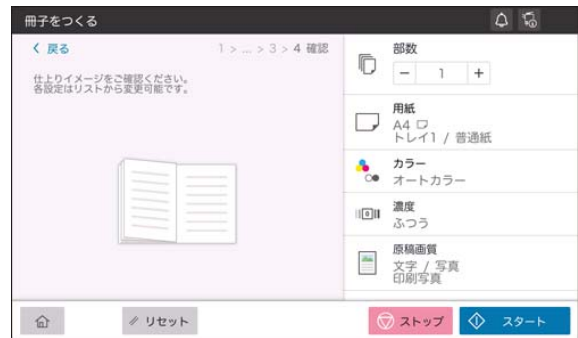 冊子をつくる
戻る
1 > ... > 3 > 4 確認
仕上りイメージをご確認ください。
各設定はリストから変更可能です。
部数
− 1 +
用紙
A4
トレイ1 / 普通紙
カラー
オートカラー
濃度
ふつう
原稿画質
文字 / 写真
印刷写真
リセット
ストップ
スタート